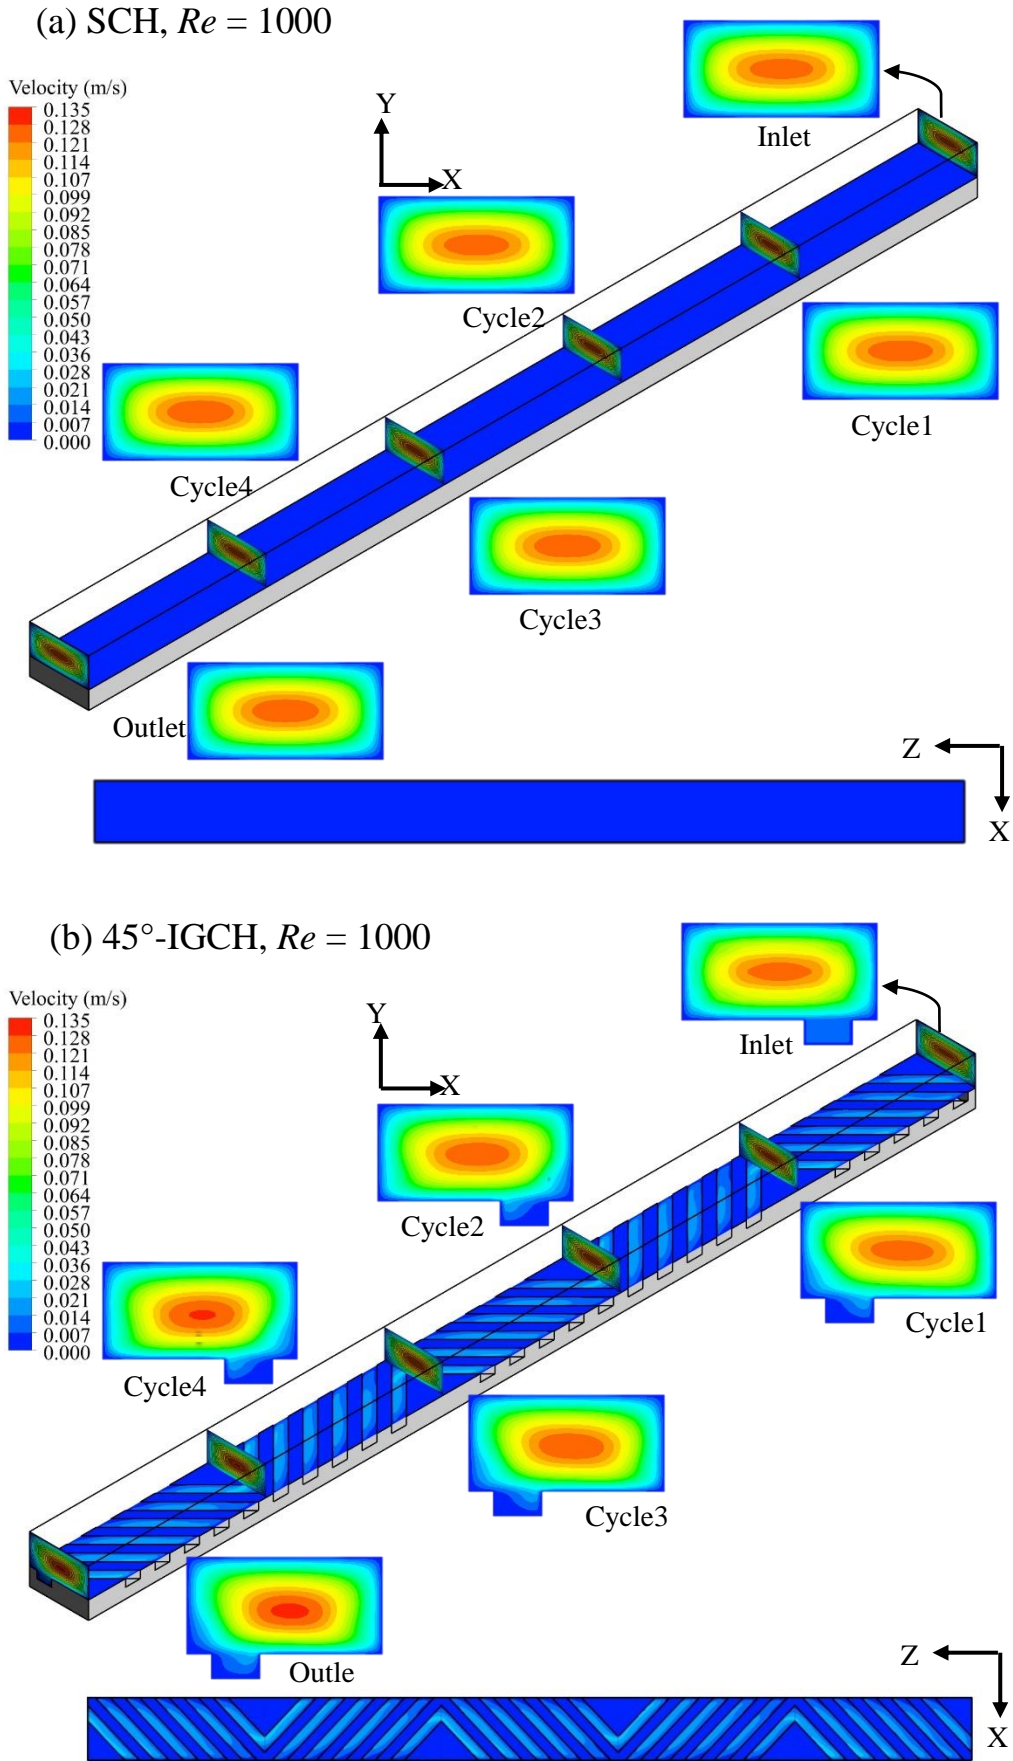 (a) SCH, Re = 1000
Velocity (m/s)
0.135
0.128
0.121
0.114
0.107
0.099
0.092
0.085
0.078
0.071
0.064
0.057
0.050
0.043
0.036
0.028
0.021
0.014
0.007
0.000
Y
X
Inlet
Cycle2
Cycle1
Cycle4
Cycle3
Outlet
Z
X
(b) 45°-IGCH, Re = 1000
Velocity (m/s)
0.135
0.128
0.121
0.114
0.107
0.099
0.092
0.085
0.078
0.071
0.064
0.057
0.050
0.043
0.036
0.028
0.021
0.014
0.007
0.000
Y
X
Inlet
Cycle2
Cycle1
Cycle4
Cycle3
Outle
Z
X